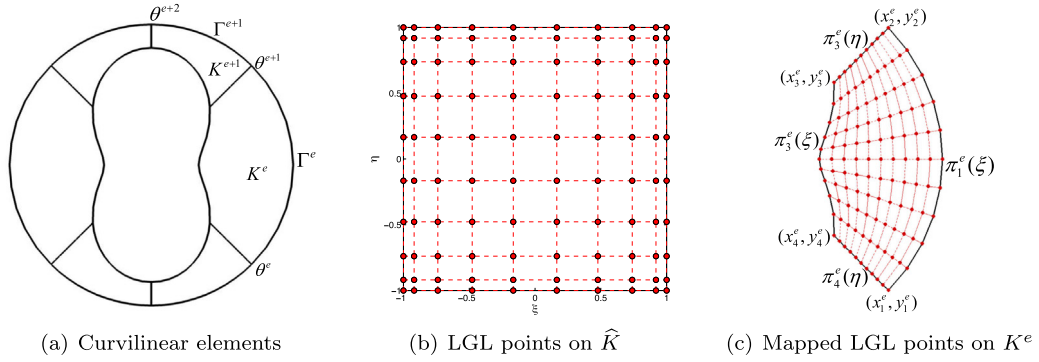 θ^{e+2}
Γ^{e+1}
K^{e+1}
θ^{e+1}
K^e
Γ^e
θ^e
(a) Curvilinear elements
1
0.5
0
−0.5
−1
η
−1
−0.5
0
0.5
1
ξ
(b) LGL points on K̂
(x_2^e, y_2^e)
π_3^e(η)
(x_3^e, y_3^e)
π_3^e(ξ)
π_1^e(ξ)
(x_4^e, y_4^e)
π_4^e(η)
(x_1^e, y_1^e)
(c) Mapped LGL points on K^e